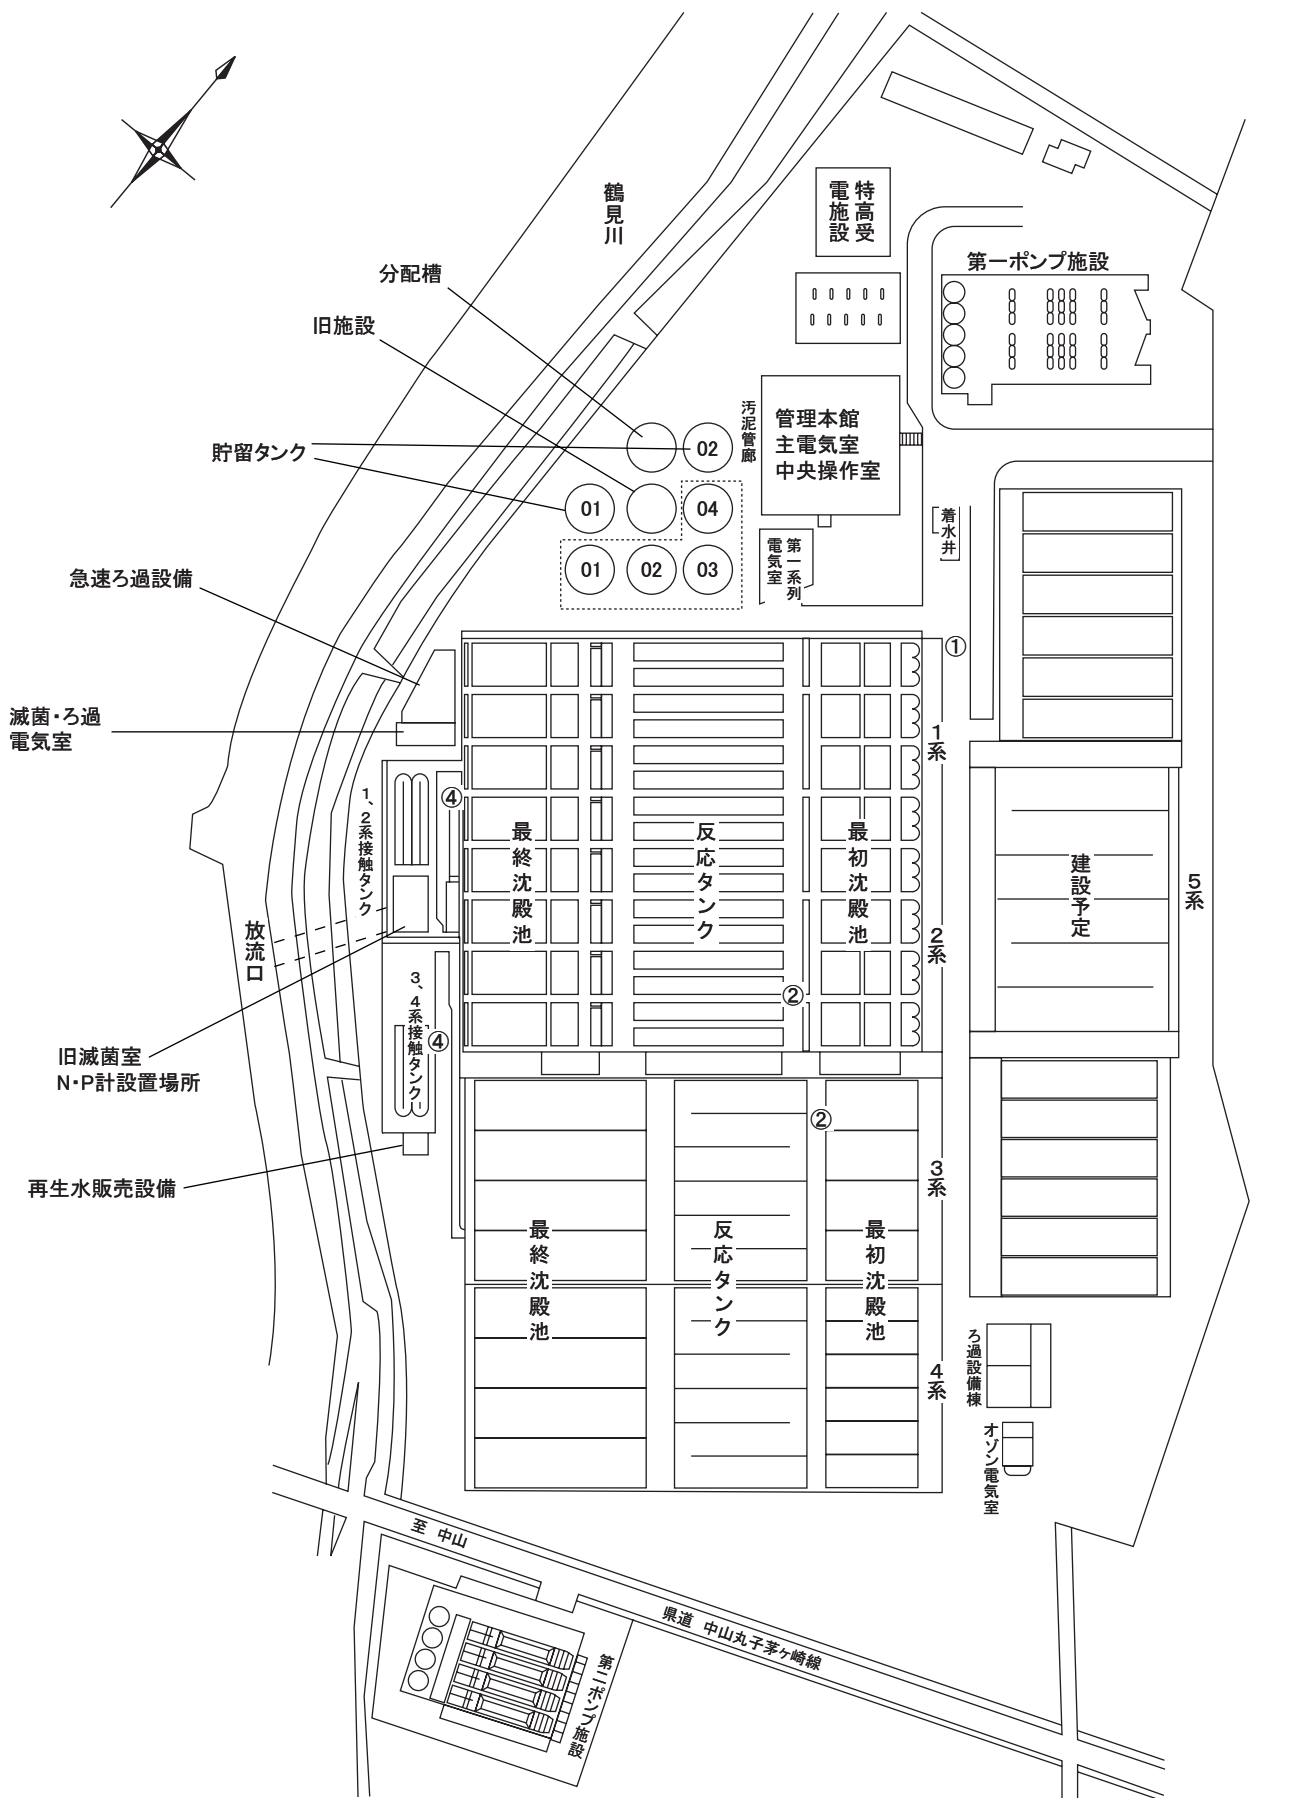 鶴見川
特高受
電施設
第一ポンプ施設
分配槽
旧施設
貯留タンク
汚泥管廊
管理本館
主電気室
中央操作室
02
01
04
01
02
03
着水井
第一系列
電気室
急速ろ過設備
滅菌・ろ過
電気室
①
1系
1、2系接触タンク
④
最終沈殿池
反応タンク
最初沈殿池
建設予定
5系
2系
放流口
②
3、4系接触タンク
④
旧滅菌室
N・P計設置場所
②
再生水販売設備
3系
最終沈殿池
反応タンク
最初沈殿池
4系
ろ過設備棟
オゾン電気室
至 中山
県道 中山丸子茅ケ崎線
第二ポンプ施設